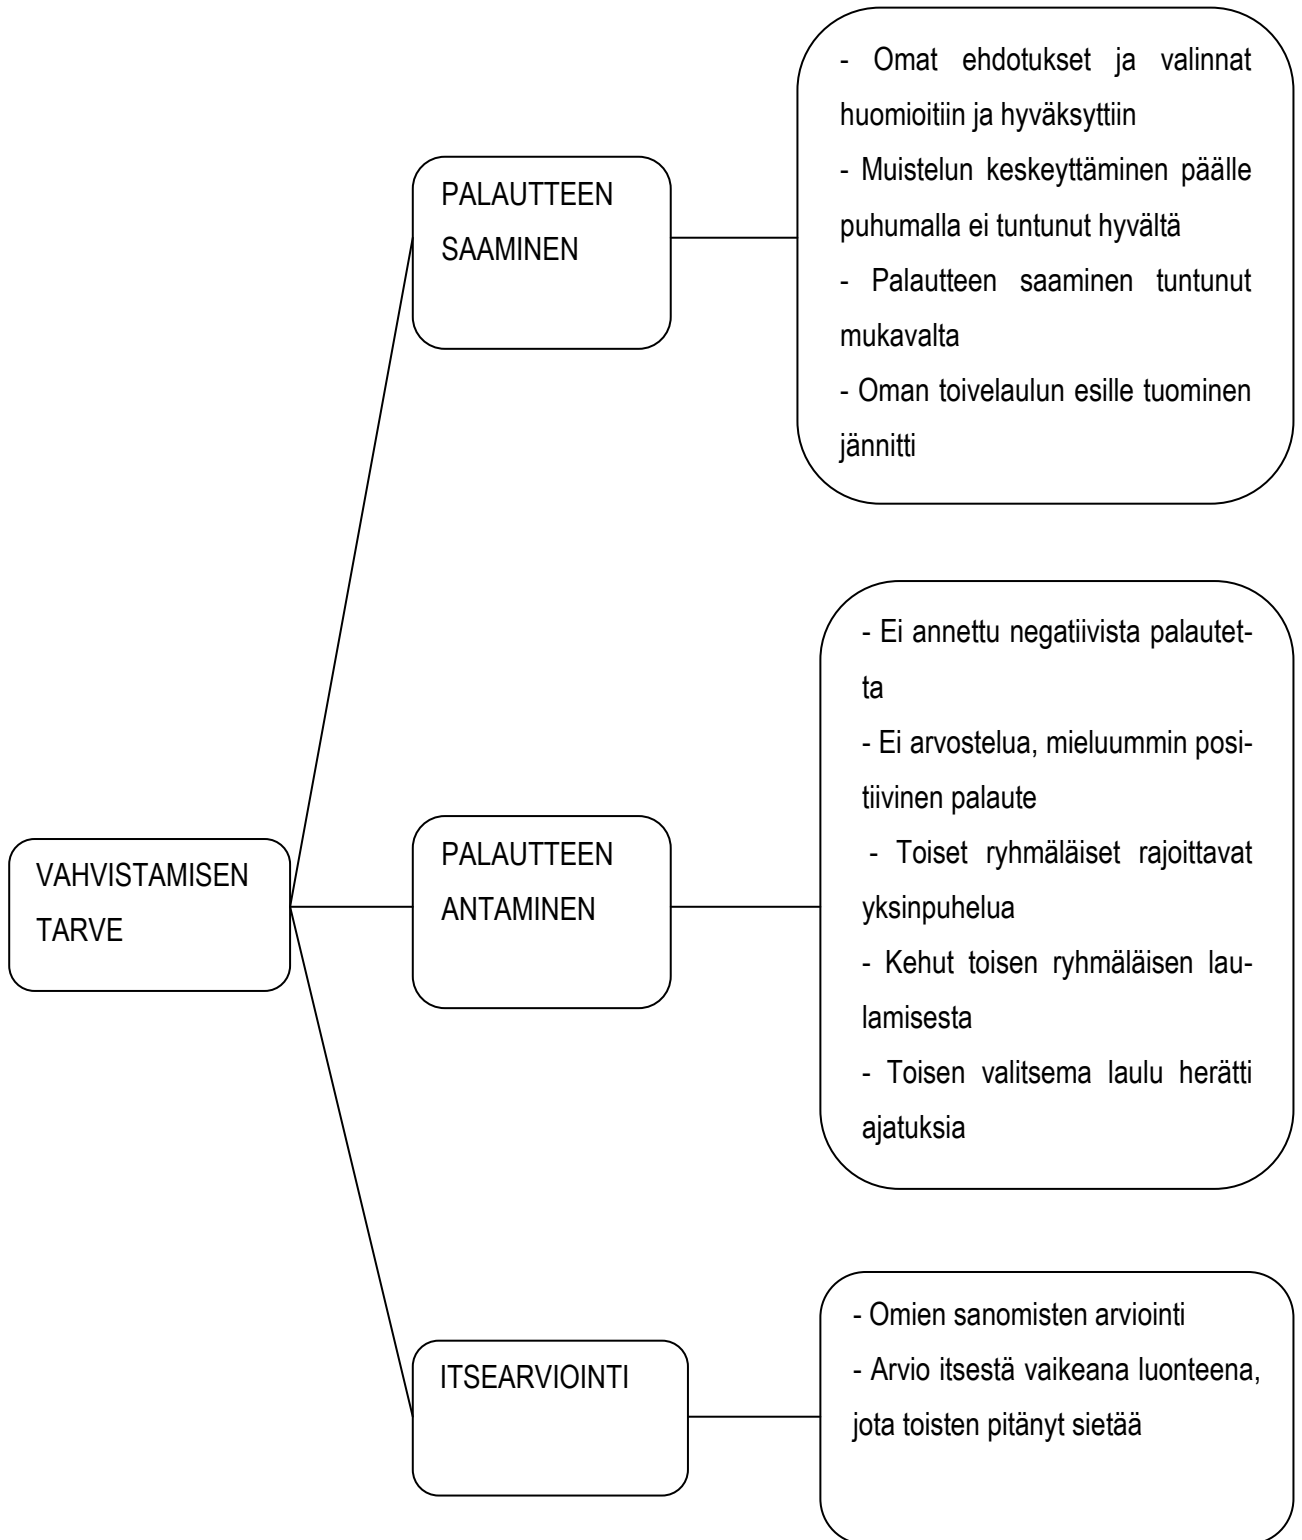 - Omat ehdotukset ja valinnat
huomioitiin ja hyväksyttiin
- Muistelun keskeyttäminen päälle
puhumalla ei tuntunut hyvältä
- Palautteen saaminen tuntunut
mukavalta
- Oman toivelaulun esille tuominen
jännitti
PALAUTTEEN
SAAMINEN
- Ei annettu negatiivista palautet-
ta
- Ei arvostelua, mieluummin posi-
tiivinen palaute
- Toiset ryhmäläiset rajoittavat
yksinpuhelua
- Kehut toisen ryhmäläisen lau-
lamisesta
- Toisen valitsema laulu herätti
ajatuksia
PALAUTTEEN
ANTAMINEN
VAHVISTAMISEN
TARVE
- Omien sanomisten arviointi
- Arvio itsestä vaikeana luonteena,
jota toisten pitänyt sietää
ITSEARVIOINTI